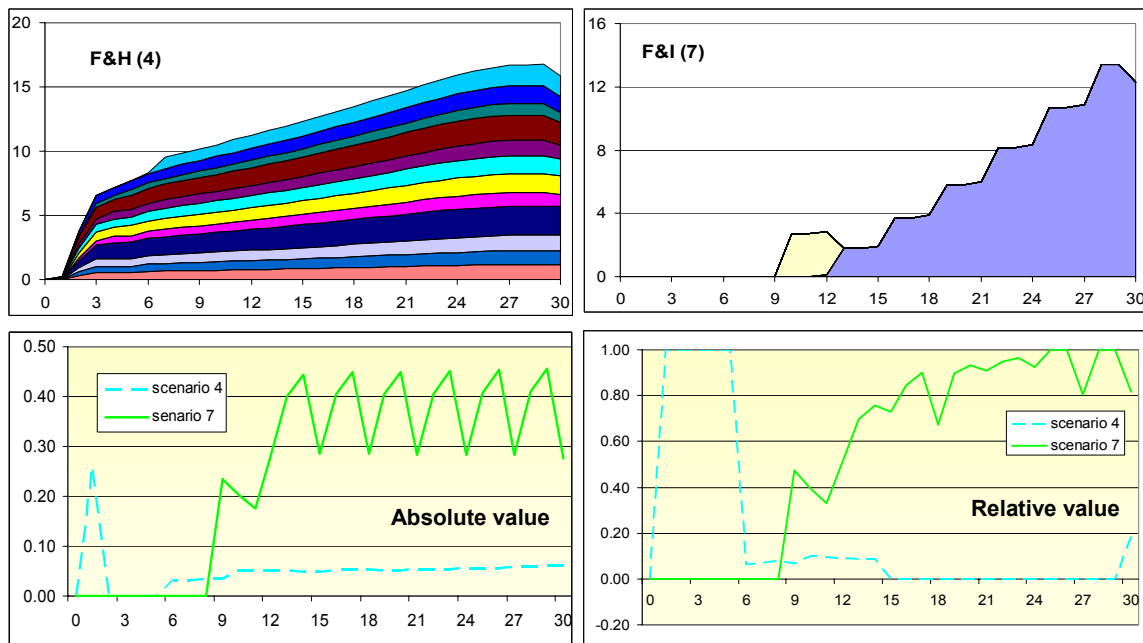 F&H (4)
20
15
10
5
0
0 3 6 9 12 15 18 21 24 27 30
F&I (7)
16
12
8
4
0
0 3 6 9 12 15 18 21 24 27 30
0.50
0.40
0.30
0.20
0.10
0.00
scenario 4
senario 7
Absolute value
0 3 6 9 12 15 18 21 24 27 30
1.00
0.80
0.60
0.40
0.20
0.00
-0.20
scenario 4
scenario 7
Relative value
0 3 6 9 12 15 18 21 24 27 30